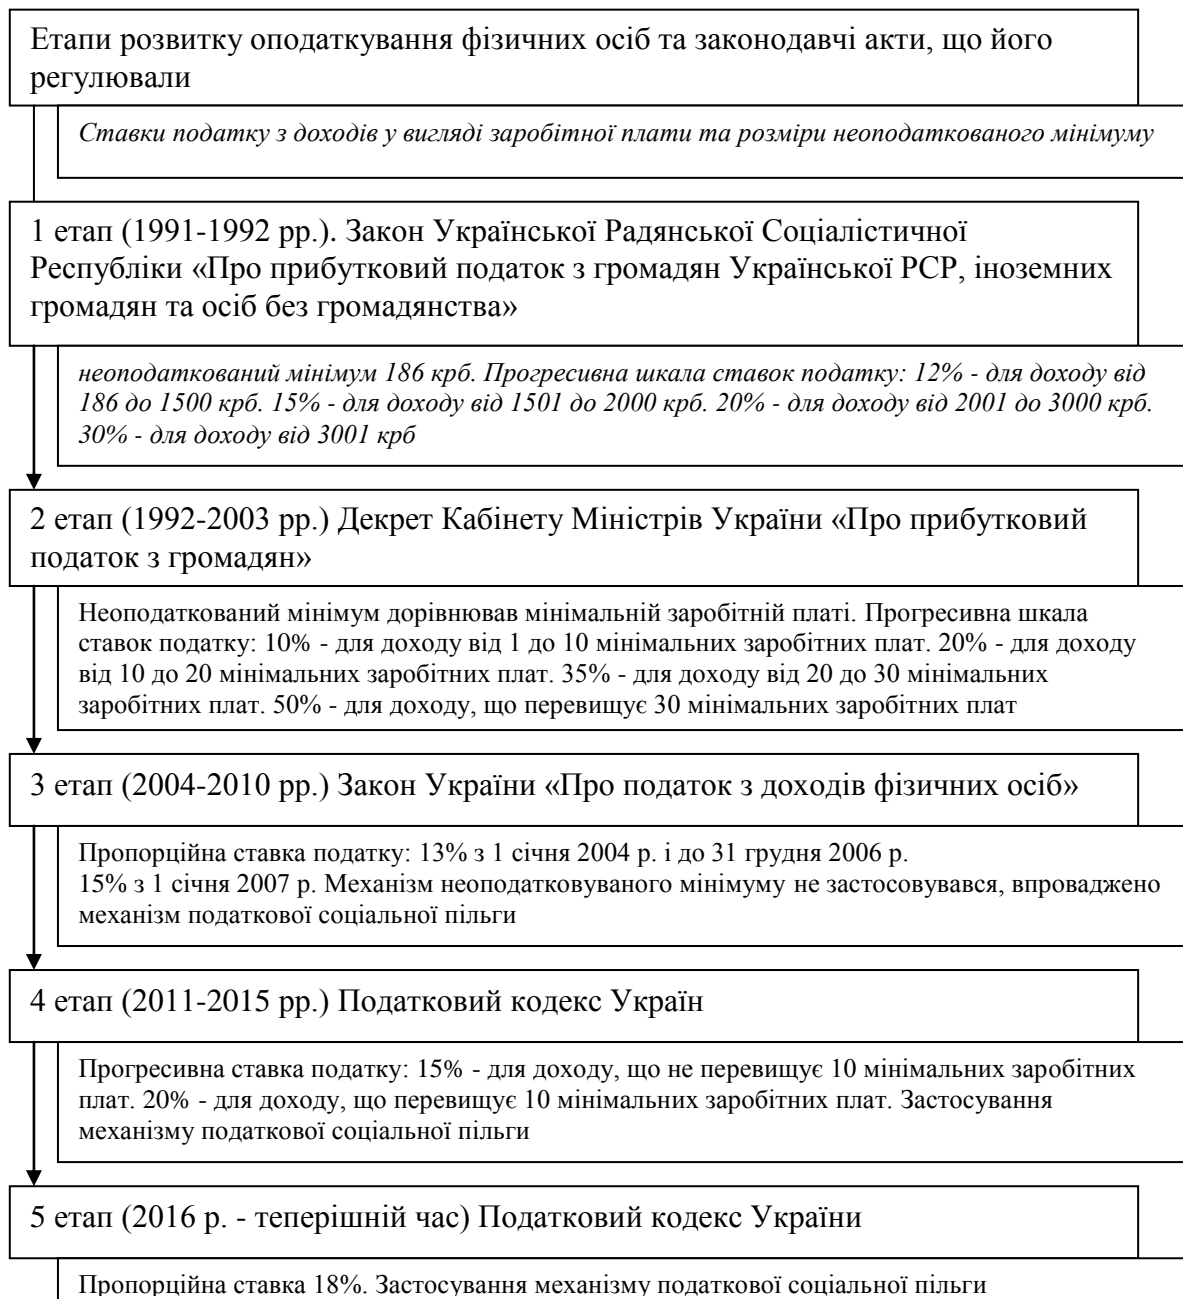 Етапи розвитку оподаткування фізичних осіб та законодавчі акти, що його
регулювали
Ставки податку з доходів у вигляді заробітної плати та розміри неоподаткованого мінімуму
1 етап (1991-1992 рр.). Закон Української Радянської Соціалістичної
Республіки «Про прибутковий податок з громадян Української РСР, іноземних
громадян та осіб без громадянства»
неоподаткований мінімум 186 крб. Прогресивна шкала ставок податку: 12% - для доходу від
186 до 1500 крб. 15% - для доходу від 1501 до 2000 крб. 20% - для доходу від 2001 до 3000 крб.
30% - для доходу від 3001 крб
2 етап (1992-2003 рр.) Декрет Кабінету Міністрів України «Про прибутковий
податок з громадян»
Неоподаткований мінімум дорівнював мінімальній заробітній платі. Прогресивна шкала
ставок податку: 10% - для доходу від 1 до 10 мінімальних заробітних плат. 20% - для доходу
від 10 до 20 мінімальних заробітних плат. 35% - для доходу від 20 до 30 мінімальних
заробітних плат. 50% - для доходу, що перевищує 30 мінімальних заробітних плат
3 етап (2004-2010 рр.) Закон України «Про податок з доходів фізичних осіб»
Пропорційна ставка податку: 13% з 1 січня 2004 р. і до 31 грудня 2006 р.
15% з 1 січня 2007 р. Механізм неоподатковуваного мінімуму не застосовувався, впроваджено
механізм податкової соціальної пільги
4 етап (2011-2015 рр.) Податковий кодекс Україн
Прогресивна ставка податку: 15% - для доходу, що не перевищує 10 мінімальних заробітних
плат. 20% - для доходу, що перевищує 10 мінімальних заробітних плат. Застосування
механізму податкової соціальної пільги
5 етап (2016 р. - теперішній час) Податковий кодекс України
Пропорційна ставка 18%. Застосування механізму податкової соціальної пільги